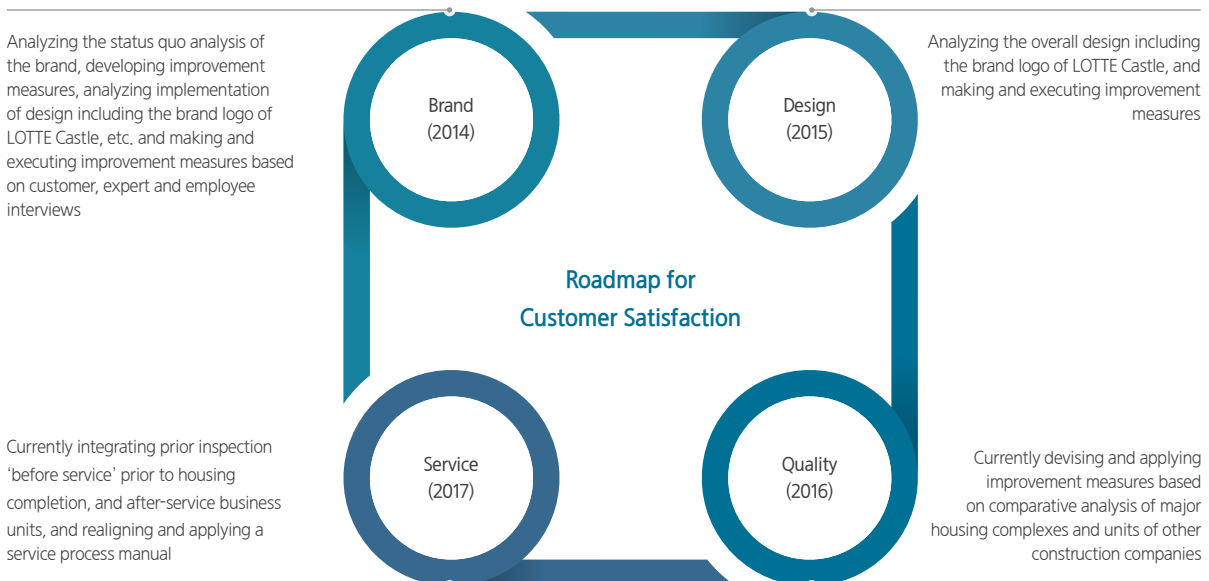 Analyzing the status quo analysis of
the brand, developing improvement
measures, analyzing implementation
of design including the brand logo of
LOTTE Castle, etc. and making and
executing improvement measures based
on customer, expert and employee
interviews
Brand
(2014)
Design
(2015)
Analyzing the overall design including
the brand logo of LOTTE Castle, and
making and executing improvement
measures
Roadmap for
Customer Satisfaction
Currently integrating prior inspection
‘before service’ prior to housing
completion, and after-service business
units, and realigning and applying a
service process manual
Service
(2017)
Quality
(2016)
Currently devising and applying
improvement measures based
on comparative analysis of major
housing complexes and units of other
construction companies